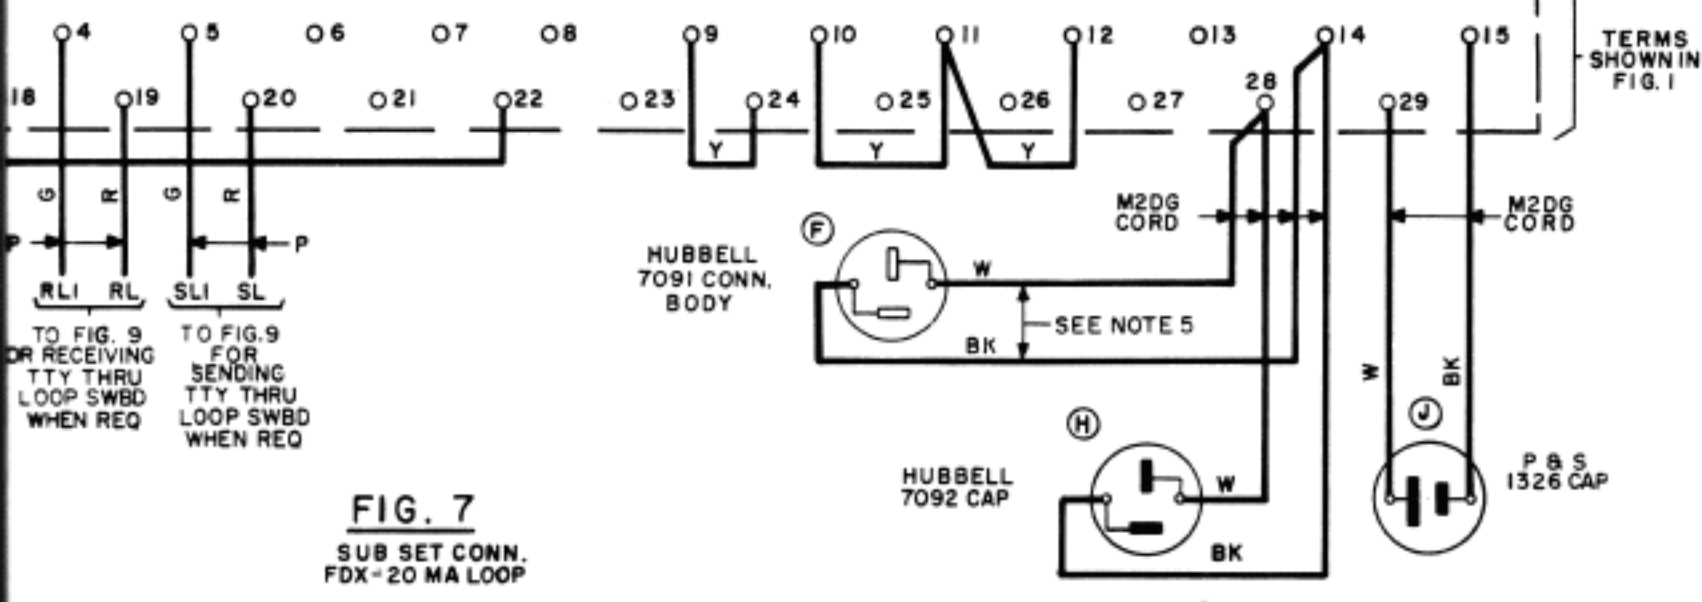 4
5
6
7
8
9
10
11
12
13
14
15
TERMS
SHOWN IN
FIG. 1
18
19
20
21
22
23
24
25
26
27
28
29
Y
Y
Y
G
R
G
R
P
P
RL1 RL
SL1 SL
TO FIG. 9
OR RECEIVING
TTY THRU
LOOP SWBD
WHEN REQ
TO FIG. 9
FOR
SENDING
TTY THRU
LOOP SWBD
WHEN REQ
M2DG
CORD
M2DG
CORD
F
HUBBELL
7091 CONN.
BODY
W
SEE NOTE 5
BK
W
BK
H
HUBBELL
7092 CAP
W
BK
J
P & S
1326 CAP
FIG. 7
SUB SET CONN.
FDX-20 MA LOOP